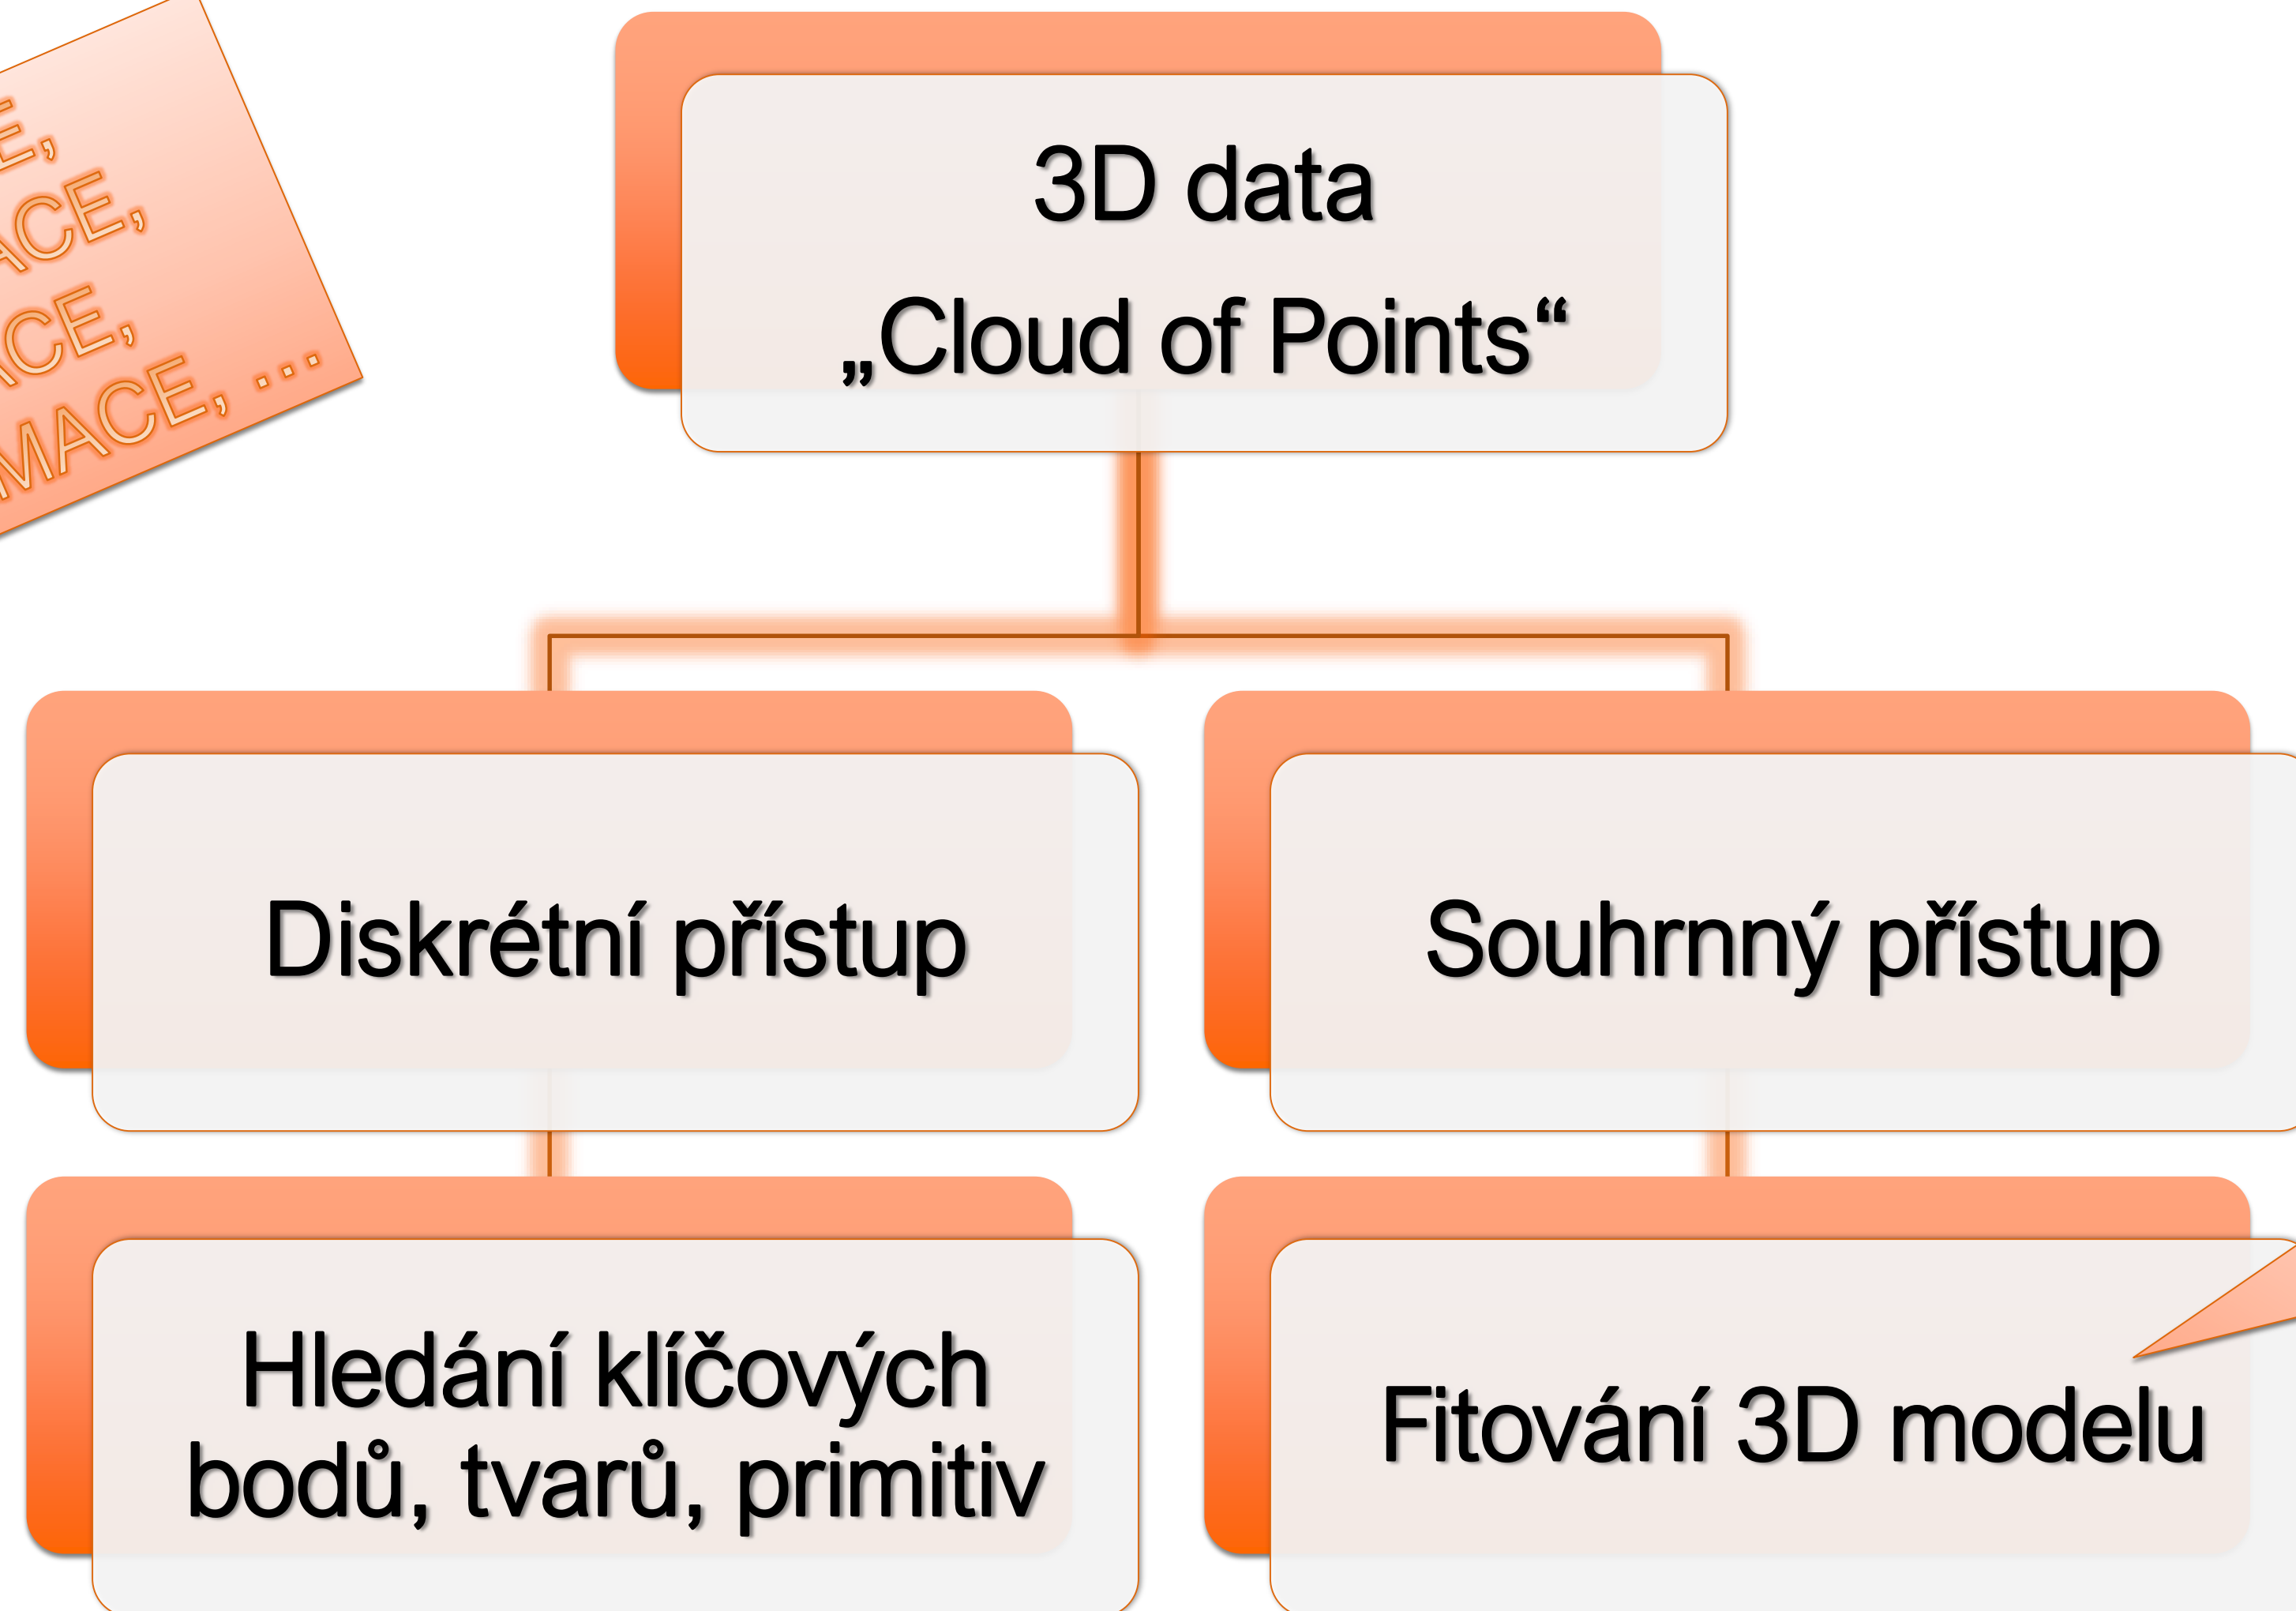 3D data
„Cloud of Points“
Diskrétní přístup
Souhrnný přístup
Hledání klíčových
bodů, tvarů, primitiv
Fitování 3D modelu